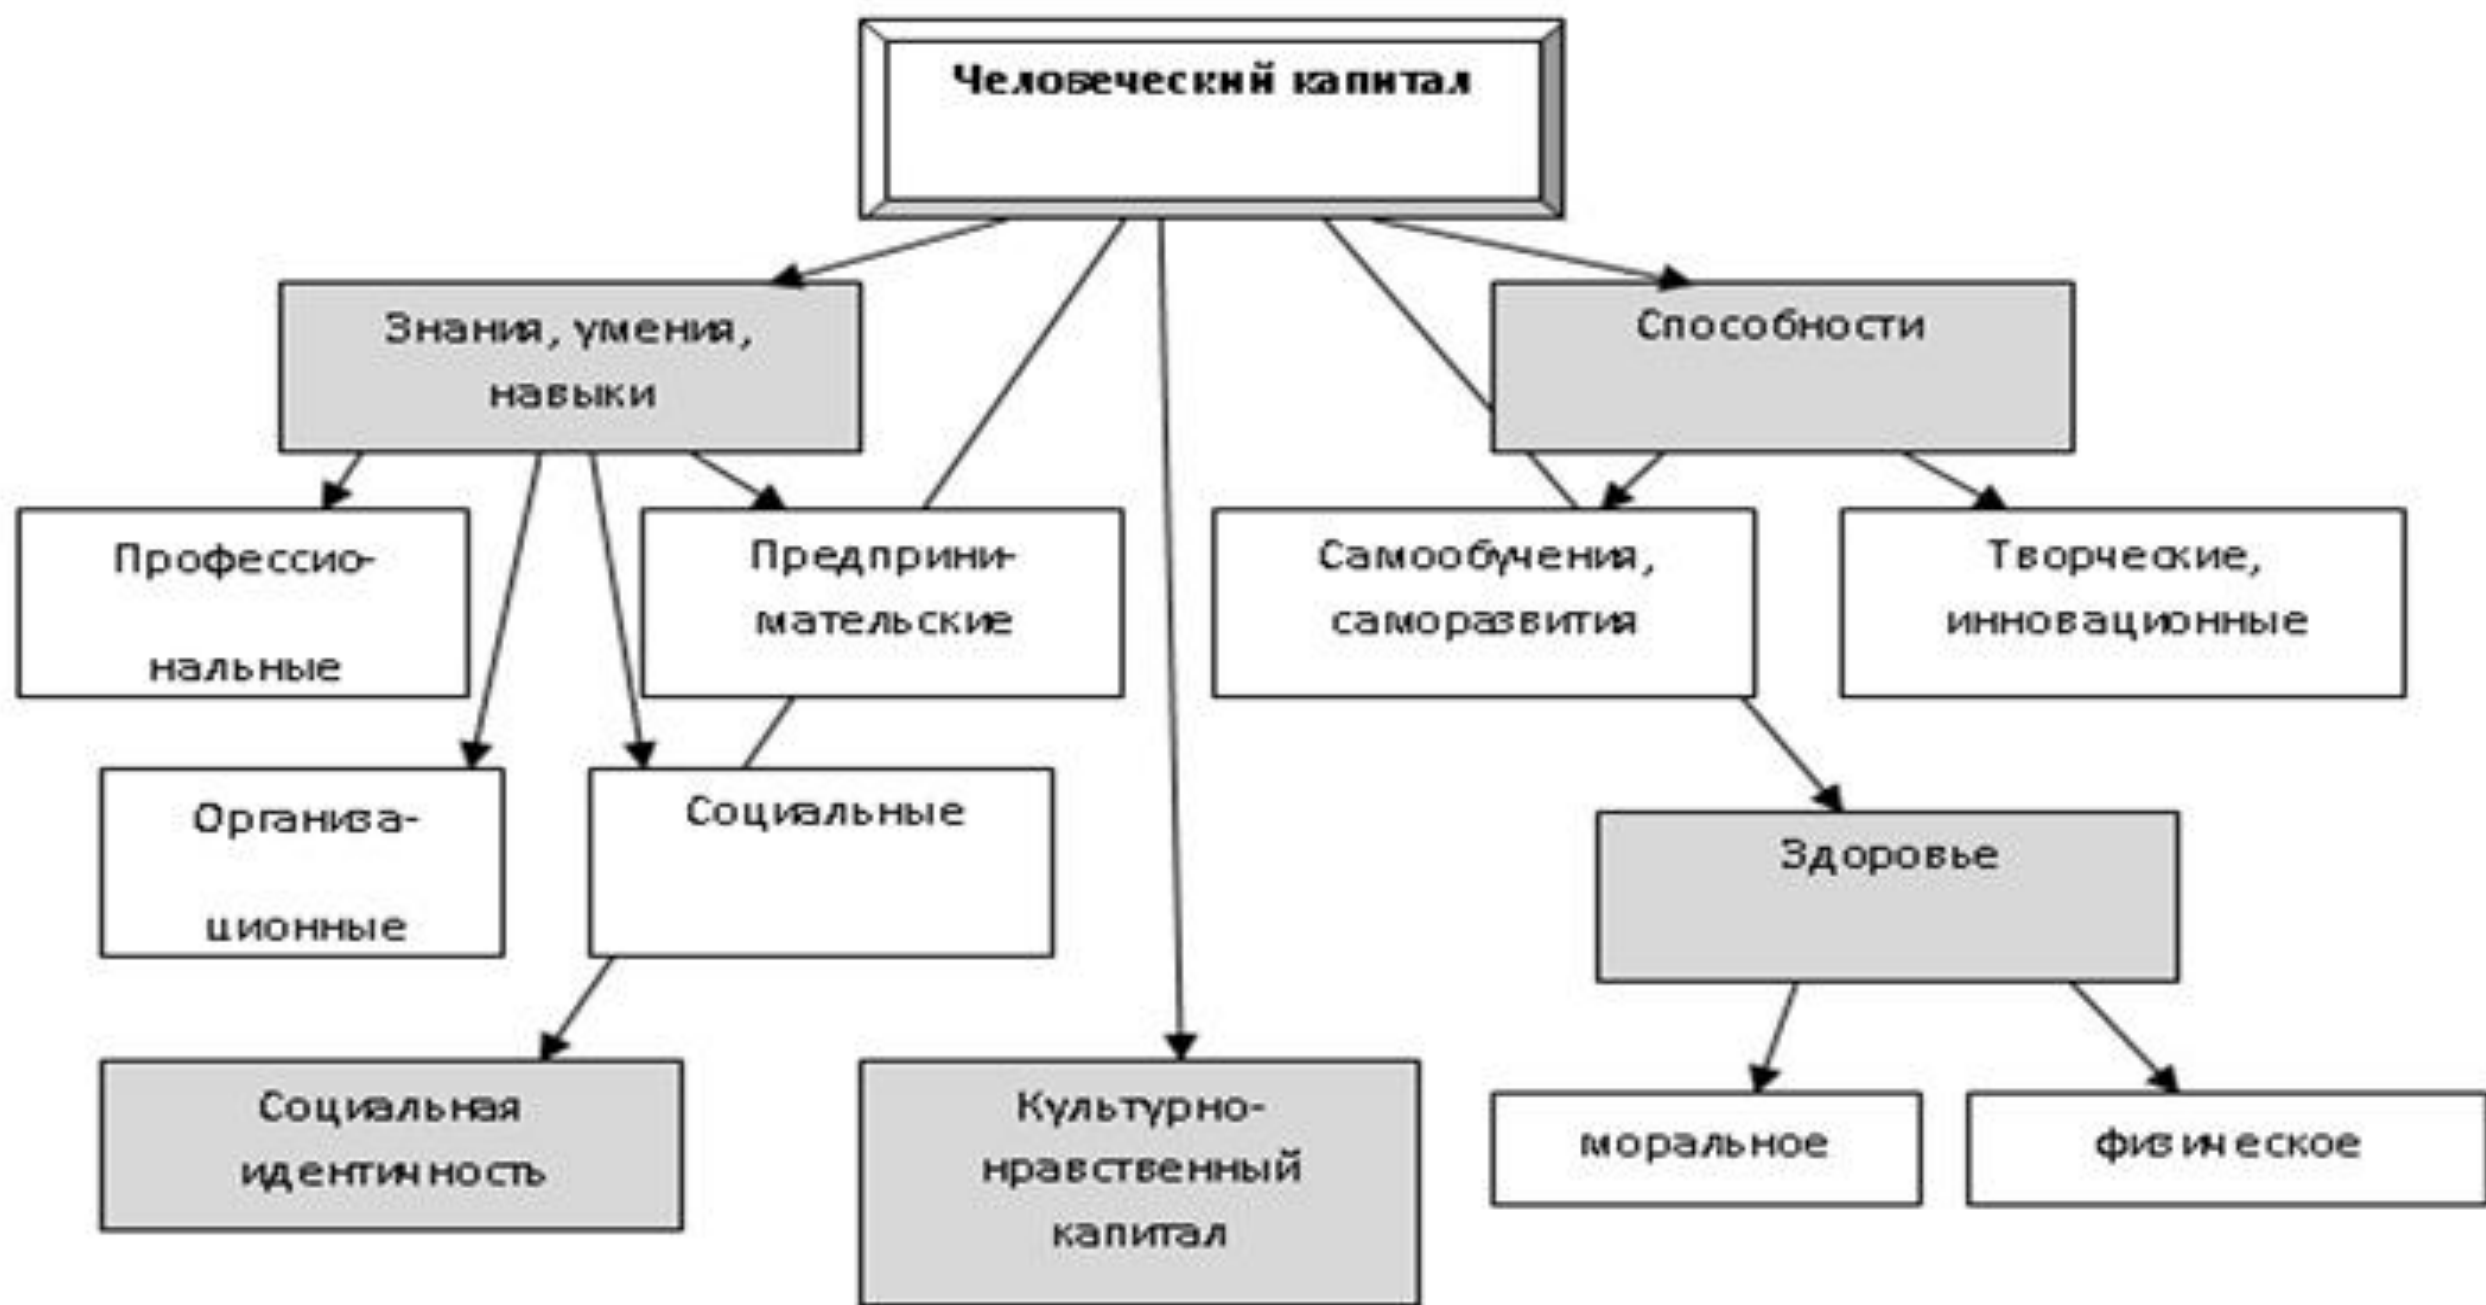 Человеческий капитал
Знания, умения,
навыки
Способности
Профессио-
нальные
Предприни-
мательские
Самообучения,
саморазвития
Творческие,
инновационные
Организа-
ционные
Социальные
Здоровье
Социальная
идентичность
Культурно-
нравственный
капитал
моральное
физическое